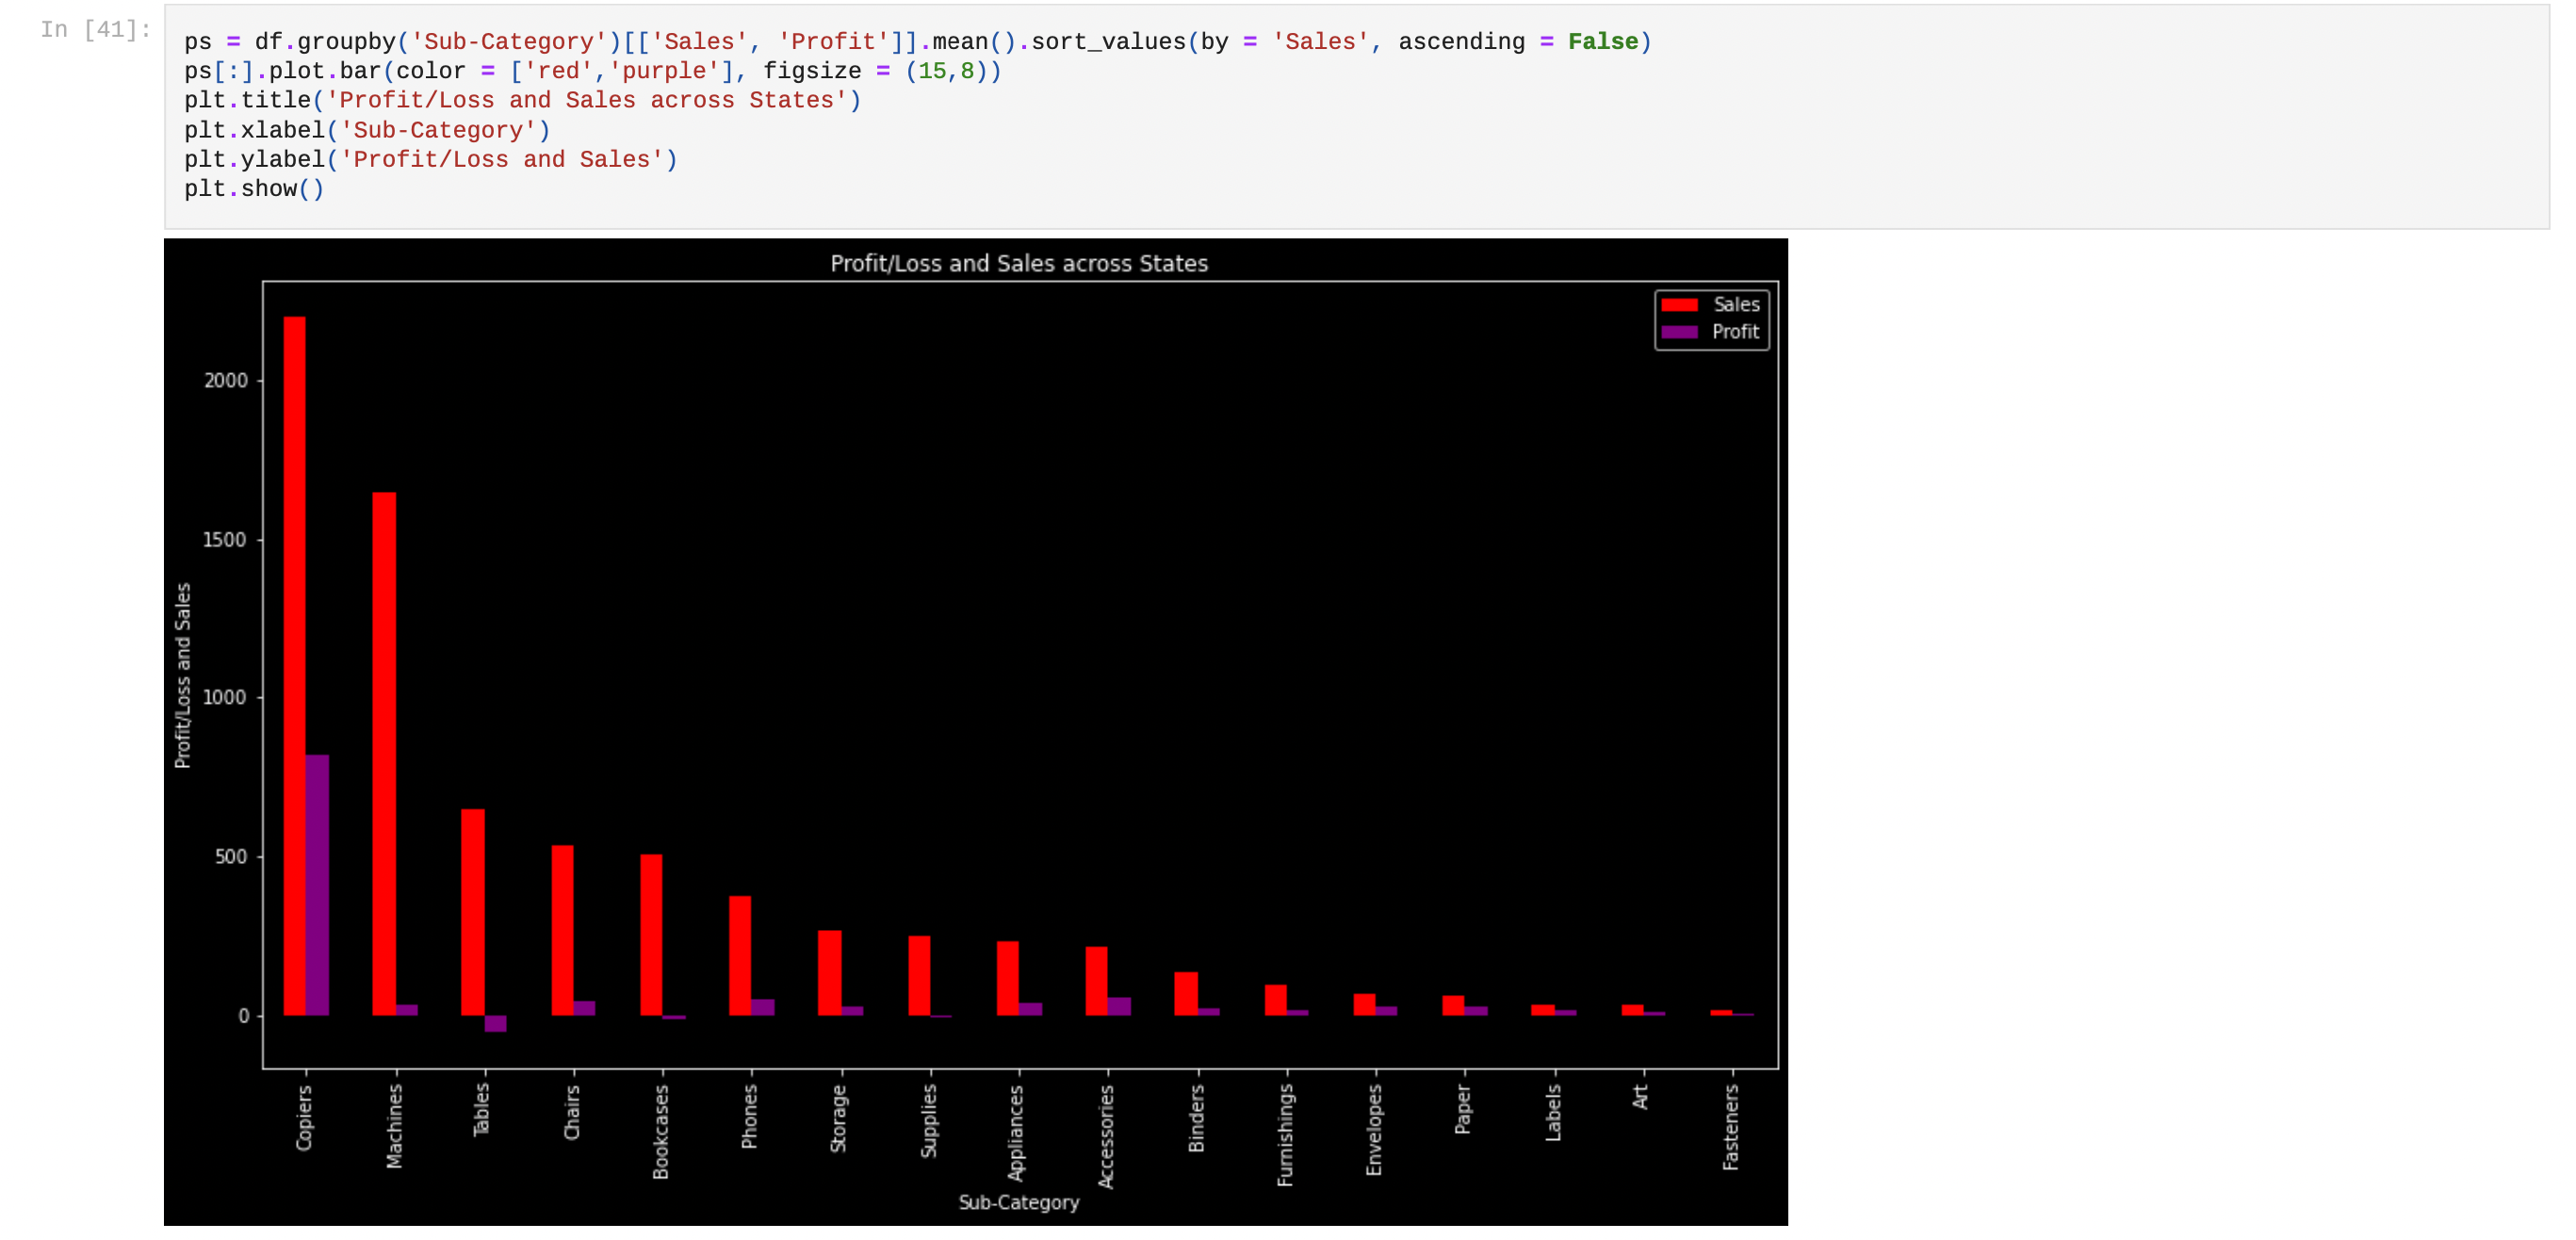 In [41]:
ps = df.groupby('Sub-Category')[['Sales', 'Profit']].mean().sort_values(by = 'Sales', ascending = False)
ps[:].plot.bar(color = ['red','purple'], figsize = (15,8))
plt.title('Profit/Loss and Sales across States')
plt.xlabel('Sub-Category')
plt.ylabel('Profit/Loss and Sales')
plt.show()
Profit/Loss and Sales across States
Sales
Profit
2000
1500
1000
500
0
Profit/Loss and Sales
Copiers
Machines
Tables
Chairs
Bookcases
Phones
Storage
Supplies
Appliances
Accessories
Binders
Furnishings
Envelopes
Paper
Labels
Art
Fasteners
Sub-Category